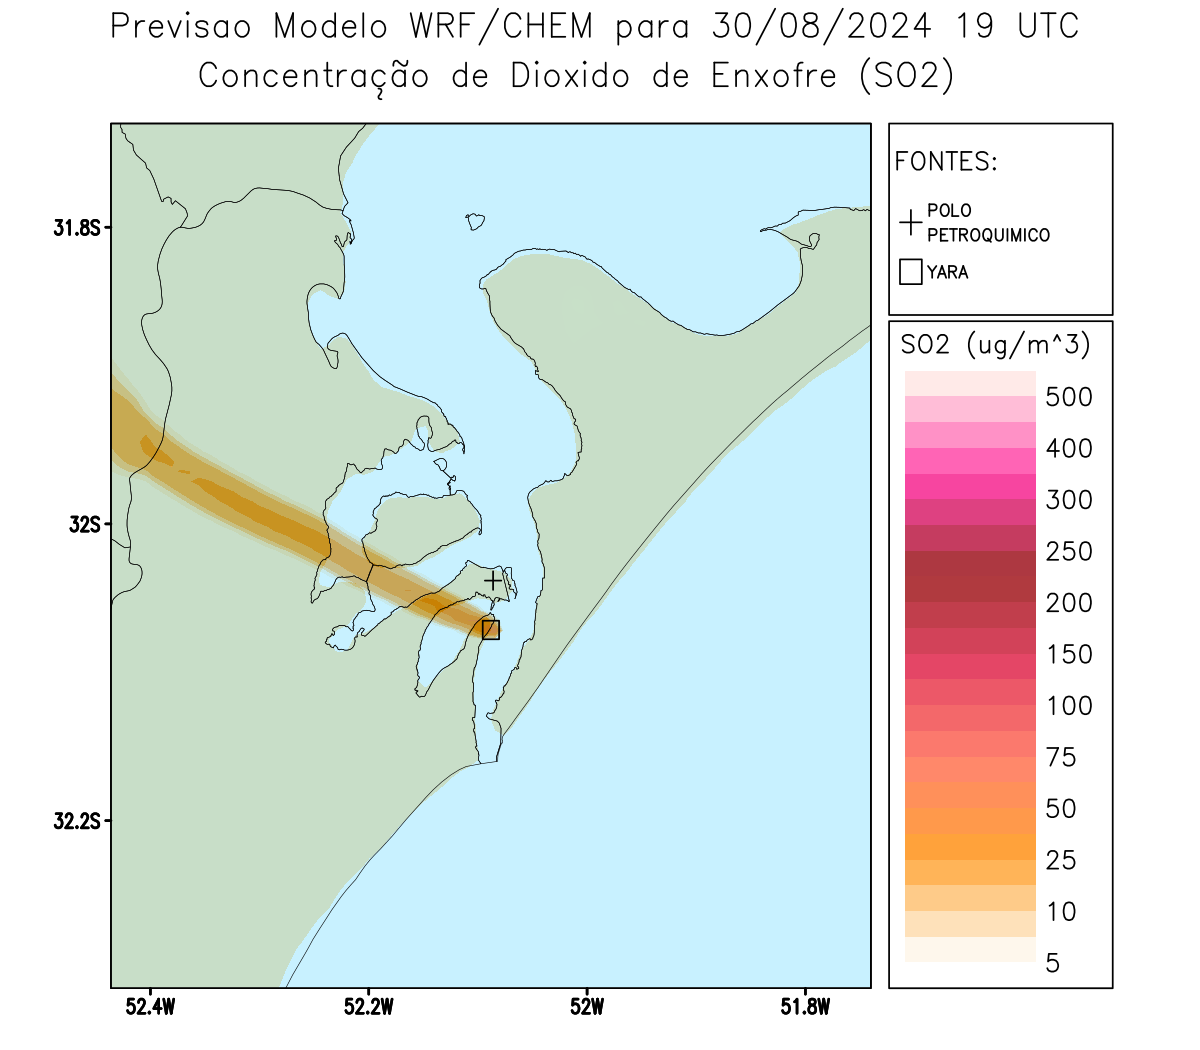 Previsao Modelo WRF/CHEM para 30/08/2024 19 UTC
Concentração de Dioxido de Enxofre (SO2)
FONTES:
POLO
PETROQUIMICO
YARA
31.8S
32S
32.2S
52.4W
52.2W
52W
51.8W
SO2 (ug/m^3)
500
400
300
250
200
150
100
75
50
25
10
5